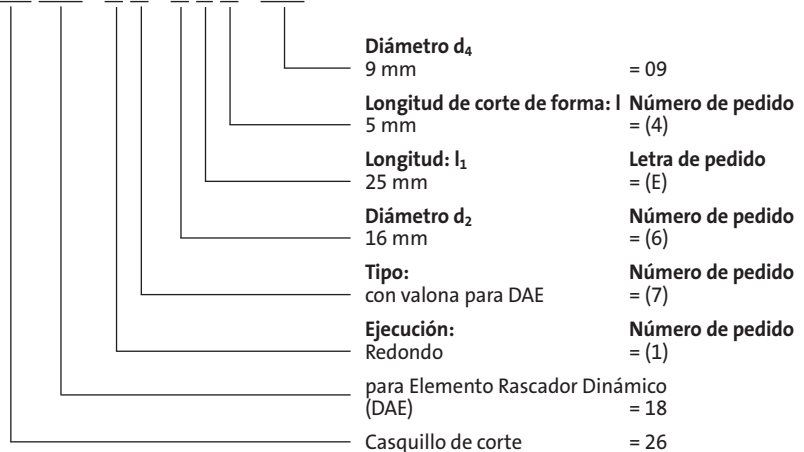 Diámetro d4
9 mm = 09
Longitud de corte de forma: l Número de pedido
5 mm = (4)
Longitud: l1 Letra de pedido
25 mm = (E)
Diámetro d2 Número de pedido
16 mm = (6)
Tipo: Número de pedido
con valona para DAE = (7)
Ejecución: Número de pedido
Redondo = (1)
para Elemento Rascador Dinámico
(DAE) = 18
Casquillo de corte = 26